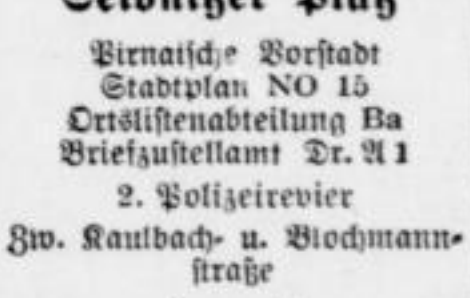 Pirnaische Vorstadt
Stadtplan NO 15
Ortslistenabteilung Ba
Briefzustellamt Dr. A 1
2. Polizeirevier
Zw. Kaulbach- u. Blochmann-
straße